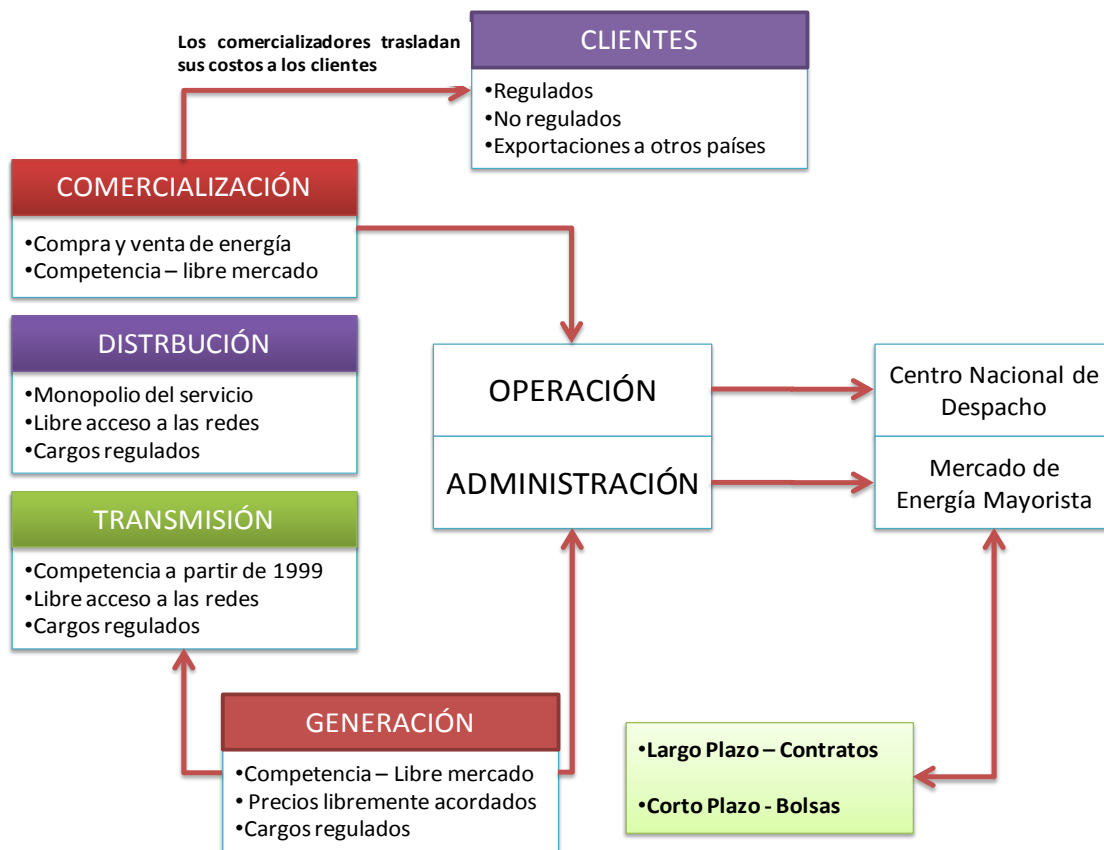 Los comercializadores trasladan
sus costos a los clientes
CLIENTES
•Regulados
•No regulados
•Exportaciones a otros países
COMERCIALIZACIÓN
•Compra y venta de energía
•Competencia – libre mercado
DISTRBUCIÓN
•Monopolio del servicio
•Libre acceso a las redes
•Cargos regulados
OPERACIÓN
ADMINISTRACIÓN
Centro Nacional de
Despacho
Mercado de
Energía Mayorista
TRANSMISIÓN
•Competencia a partir de 1999
•Libre acceso a las redes
•Cargos regulados
GENERACIÓN
•Competencia – Libre mercado
• Precios libremente acordados
•Cargos regulados
•Largo Plazo – Contratos
•Corto Plazo - Bolsas